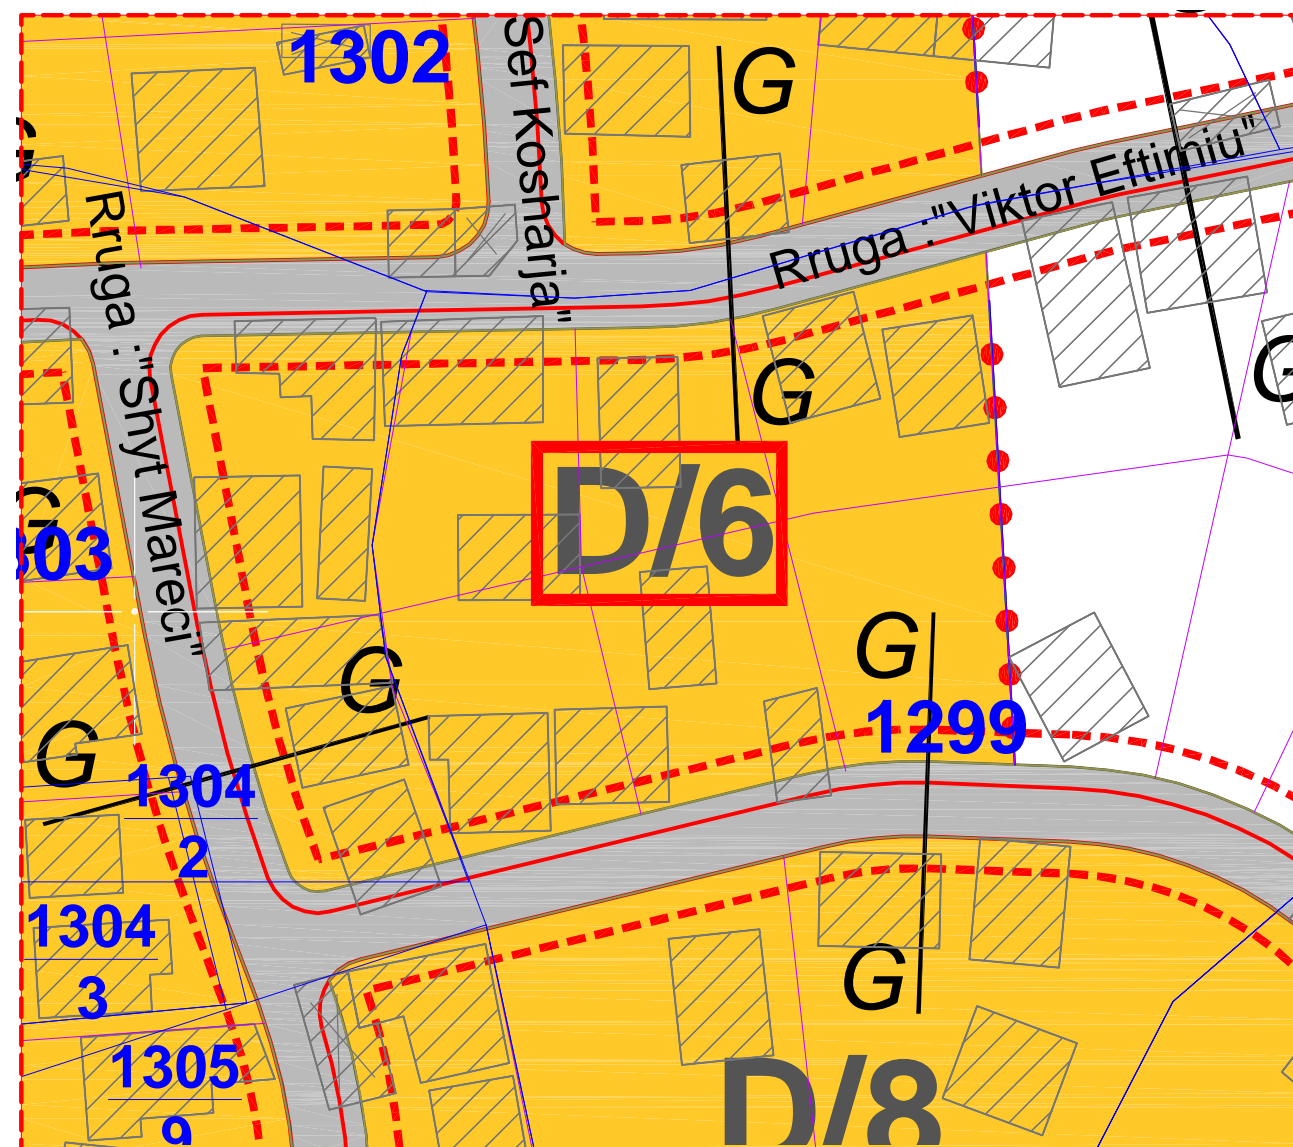 1302
Sef Kosharja"
G
Rruga :"Viktor Eftimiu"
G
Rruga :"Shyt Mareci"
G
G
D/6
G
303
G
G
1299
G
1304
2
1304
3
G
1305
9
D/8